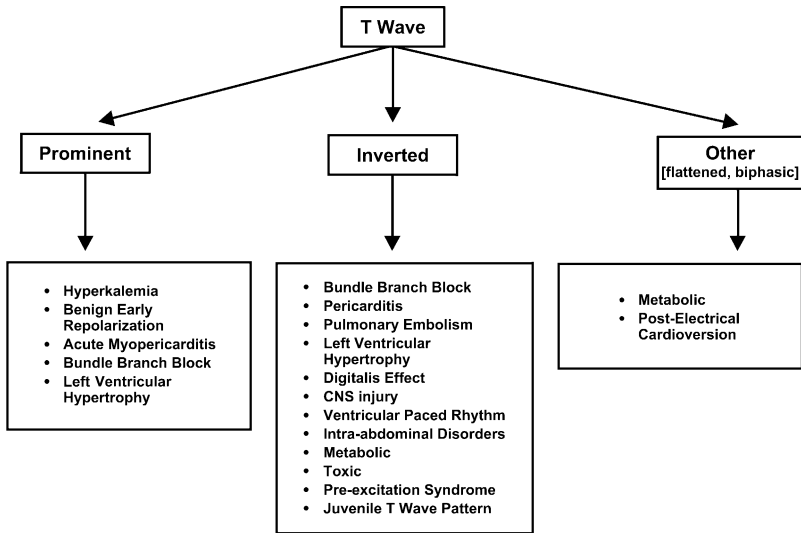 T Wave
Prominent
Inverted
Other
[flattened, biphasic]
• Hyperkalemia
• Benign Early
Repolarization
• Acute Myopericarditis
• Bundle Branch Block
• Left Ventricular
Hypertrophy
• Bundle Branch Block
• Pericarditis
• Pulmonary Embolism
• Left Ventricular
Hypertrophy
• Digitalis Effect
• CNS injury
• Ventricular Paced Rhythm
• Intra-abdominal Disorders
• Metabolic
• Toxic
• Pre-excitation Syndrome
• Juvenile T Wave Pattern
• Metabolic
• Post-Electrical
Cardioversion